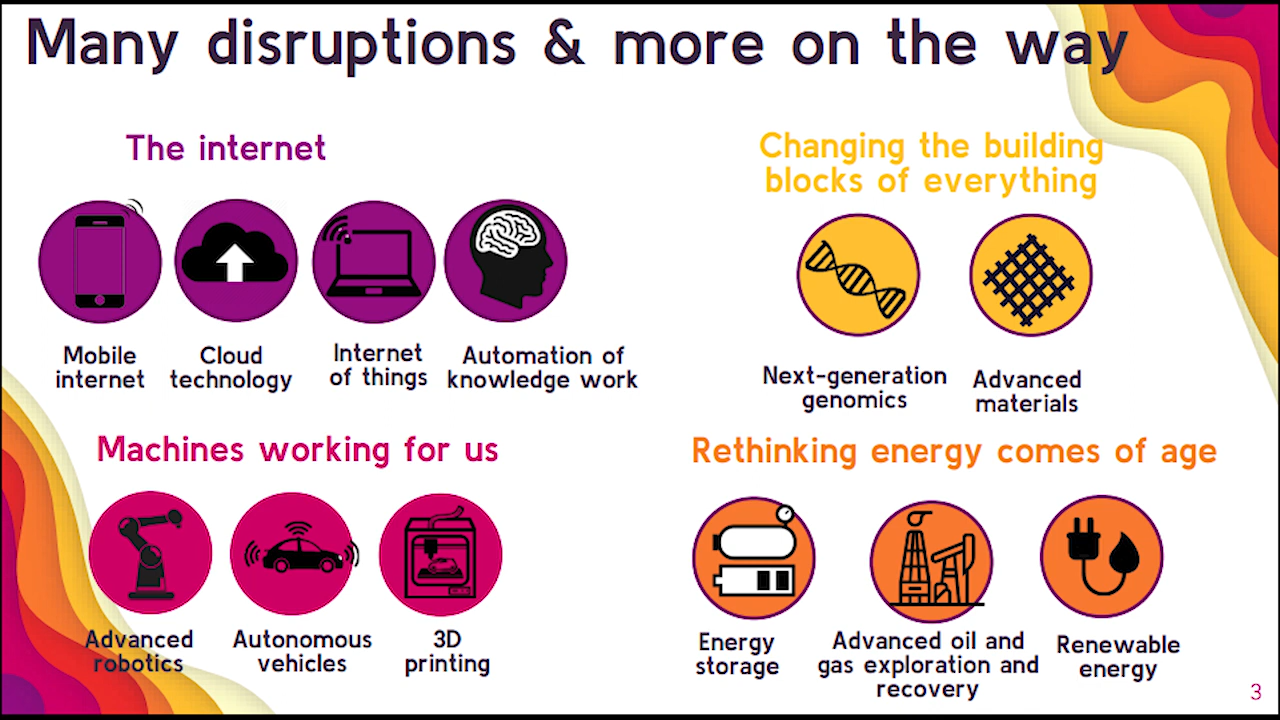 Many disruptions & more on the way
The internet
Mobile
internet
Cloud
technology
Internet
of things
Automation of
knowledge work
Changing the building
blocks of everything
Next-generation
genomics
Advanced
materials
Machines working for us
Advanced
robotics
Autonomous
vehicles
3D
printing
Rethinking energy comes of age
Energy
storage
Advanced oil and
gas exploration and
recovery
Renewable
energy
3